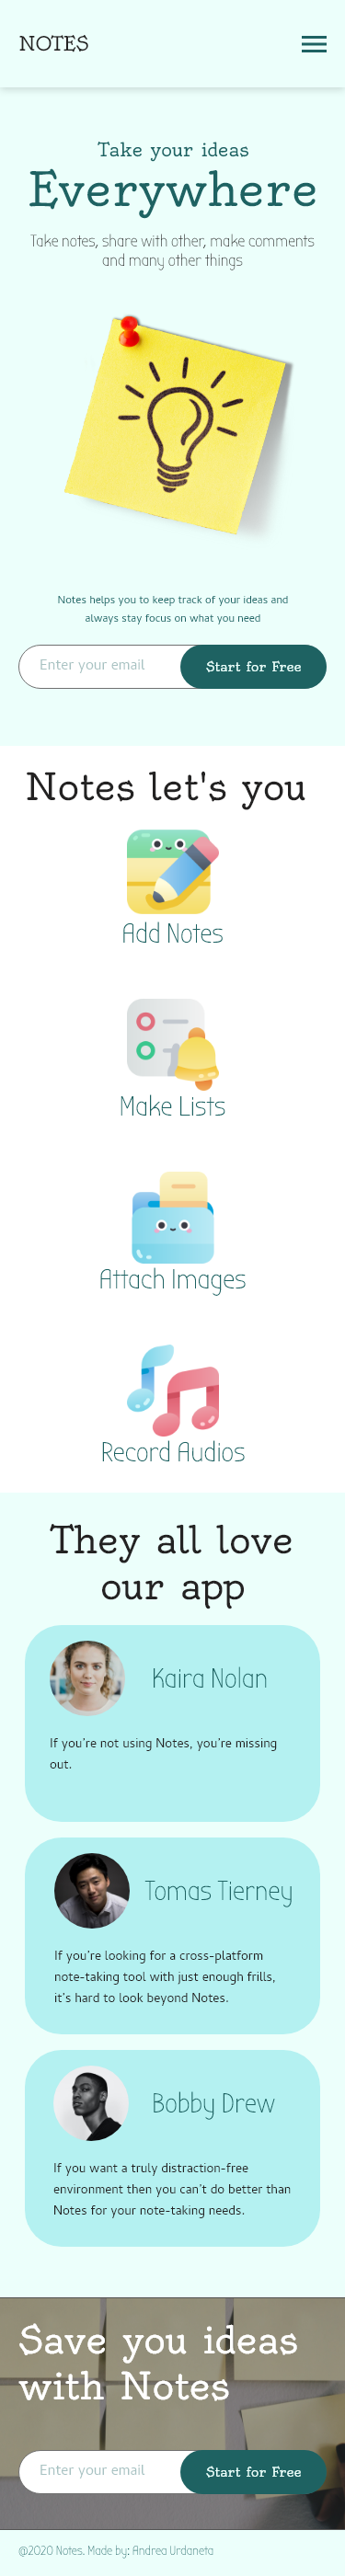 NOTES
Take your ideas
Everywhere
Take notes, share with other, make comments
and many other things
Notes helps you to keep track of your ideas and
always stay focus on what you need
Enter your email
Start for Free
Notes let's you
Add Notes
Make Lists
Attach Images
Record Audios
They all love
our app
Kaira Nolan
If you’re not using Notes, you’re missing
out.
Tomas Tierney
If you’re looking for a cross-platform
note-taking tool with just enough frills,
it’s hard to look beyond Notes.
Bobby Drew
If you want a truly distraction-free
environment then you can’t do better than
Notes for your note-taking needs.
Save you ideas
with Notes
Enter your email
Start for Free
@2020 Notes. Made by: Andrea Urdaneta